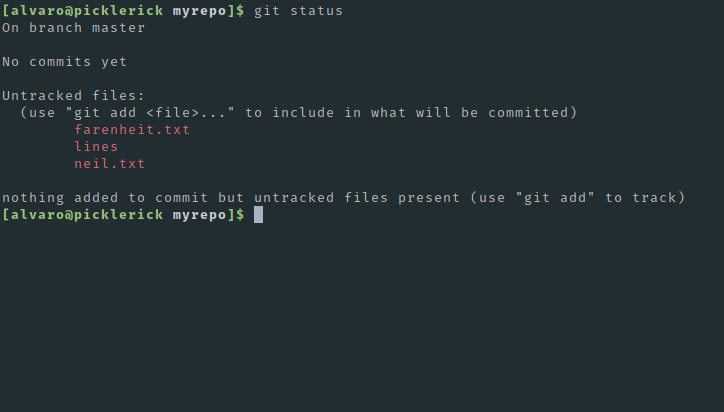 [alvaro@picklerick myrepo]$ git status
On branch master

No commits yet

Untracked files:
  (use "git add <file>..." to include in what will be committed)
        farenheit.txt
        lines
        neil.txt

nothing added to commit but untracked files present (use "git add" to track)
[alvaro@picklerick myrepo]$